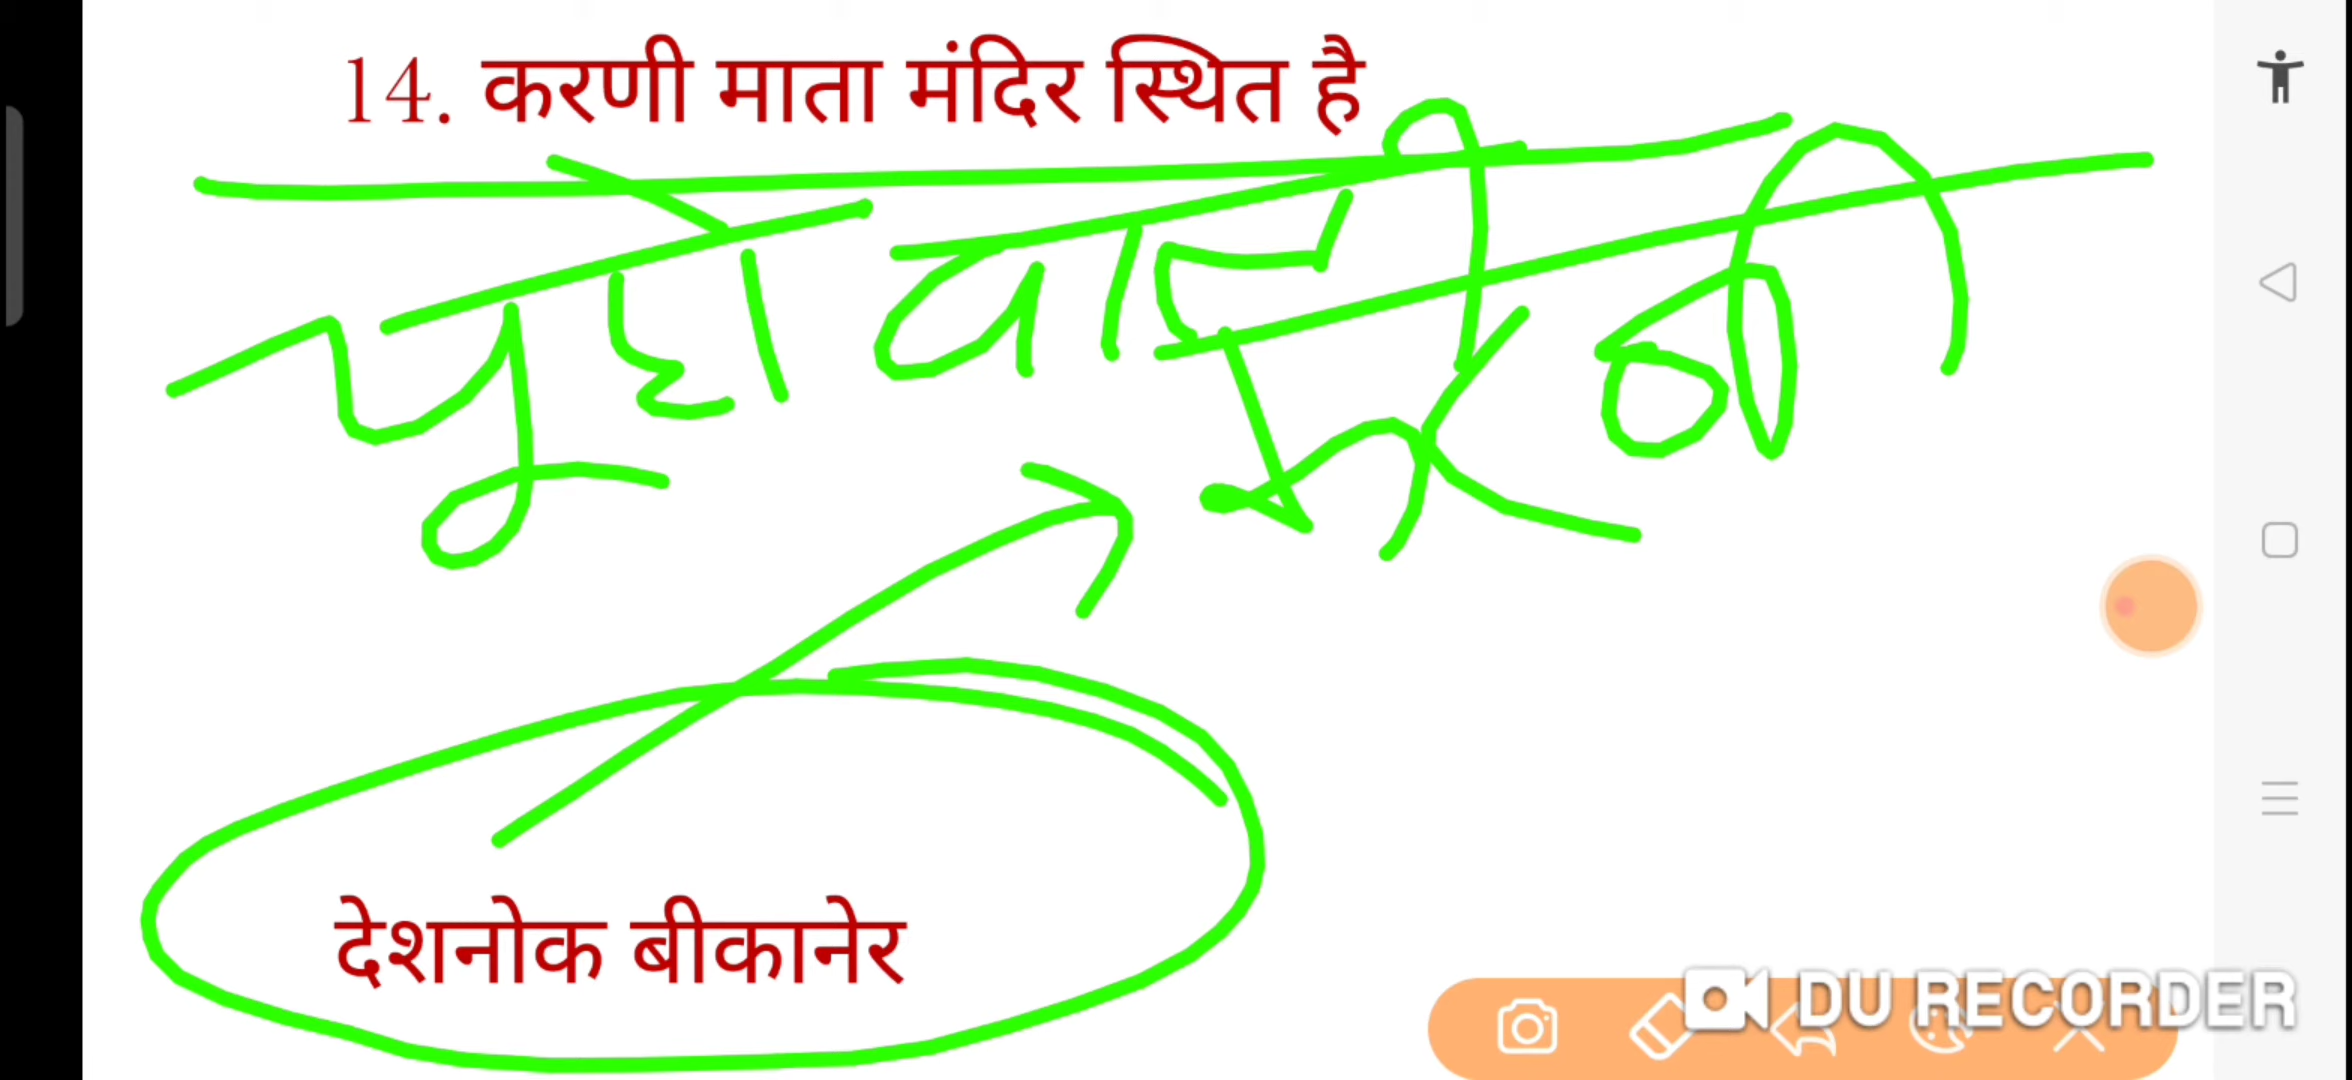 14. करणी माता मंदिर स्थित है
चूहो वाली
देवी
देशनोक बीकानेर
DU RECORDER